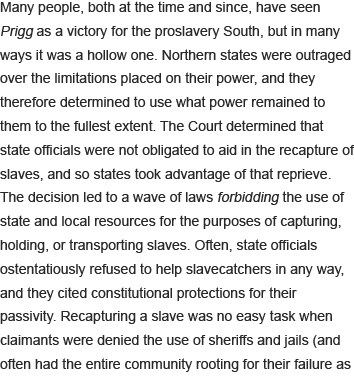 Many people, both at the time and since, have seen
Prigg as a victory for the proslavery South, but in many
ways it was a hollow one. Northern states were outraged
over the limitations placed on their power, and they
therefore determined to use what power remained to
them to the fullest extent. The Court determined that
state officials were not obligated to aid in the recapture of
slaves, and so states took advantage of that reprieve.
The decision led to a wave of laws forbidding the use of
state and local resources for the purposes of capturing,
holding, or transporting slaves. Often, state officials
ostentatiously refused to help slavecatchers in any way,
and they cited constitutional protections for their
passivity. Recapturing a slave was no easy task when
claimants were denied the use of sheriffs and jails (and
often had the entire community rooting for their failure as